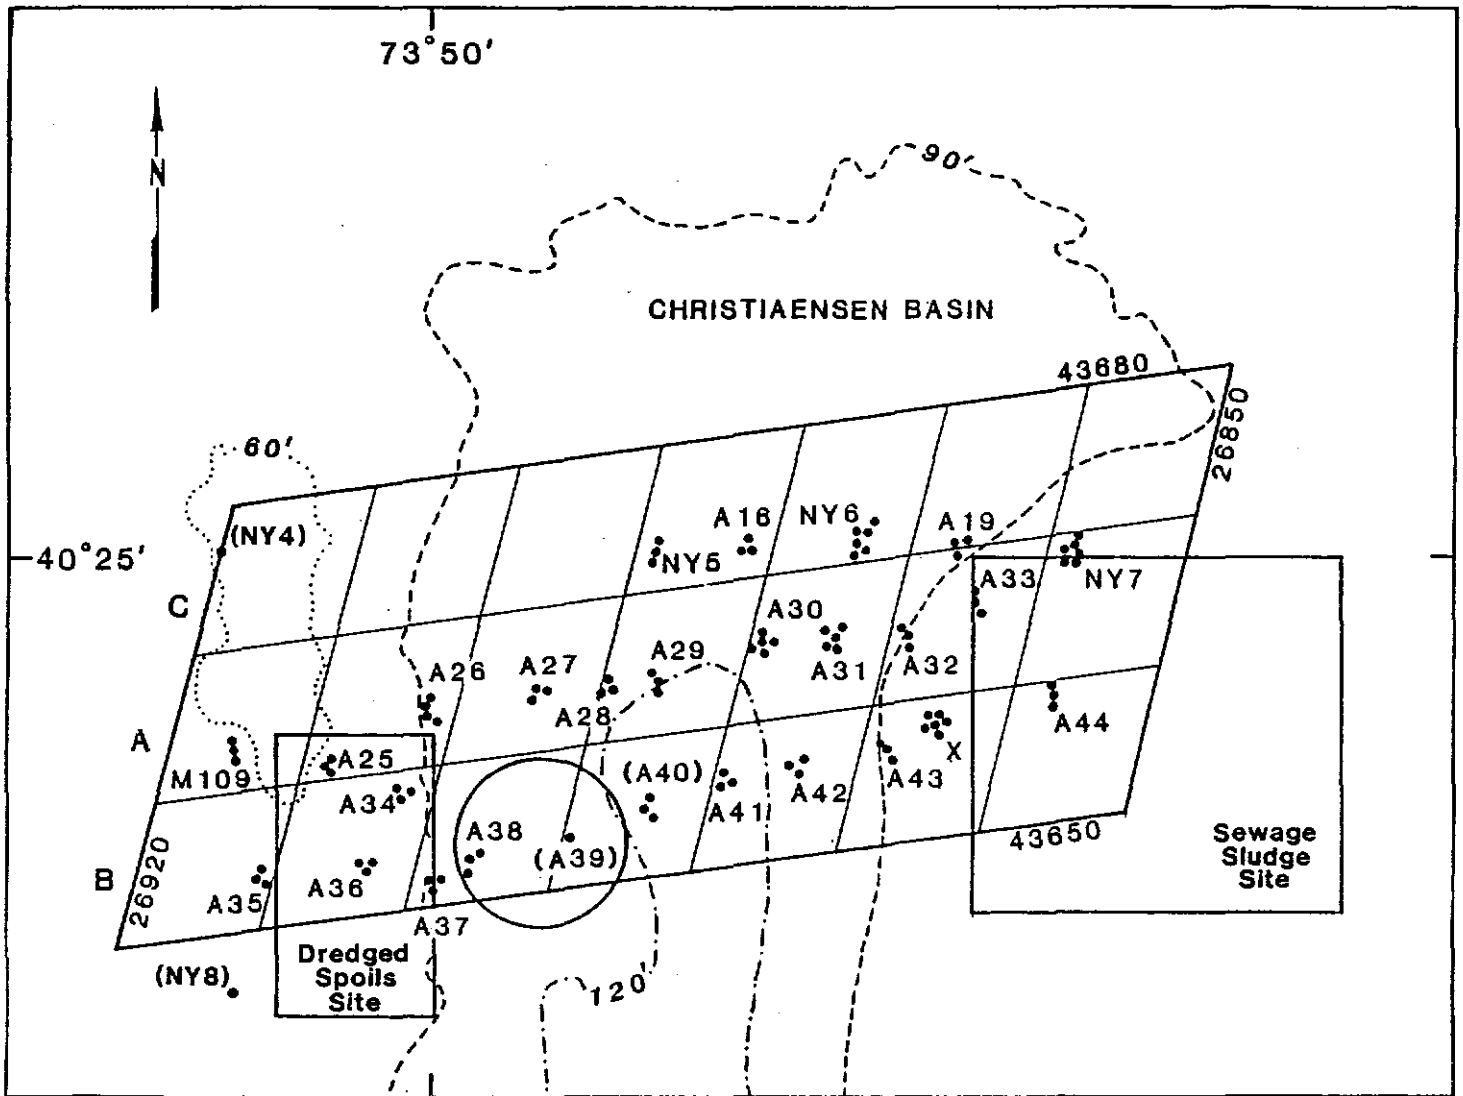 73°50'
N
90'
CHRISTIAENSEN BASIN
43680
26850
60'
(NY4)
A16
NY6
A19
40°25'
NY5
A33
NY7
C
A30
A29
A31
A32
A26
A27
A28
A44
A
M109
A25
(A40)
X
A43
A34
A41
A42
A38
43650
(A39)
Sewage
Sludge
Site
B
26920
A36
A35
A37
Dredged
Spoils
Site
(NY8)
120'